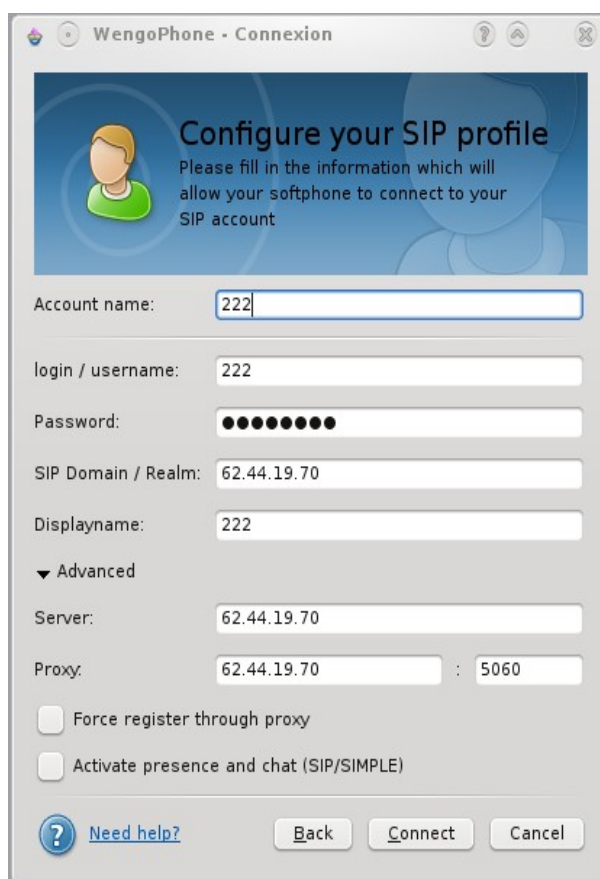 WengoPhone - Connexion
Configure your SIP profile
Please fill in the information which will
allow your softphone to connect to your
SIP account
Account name: 222
login / username: 222
Password: ●●●●●●●●
SIP Domain / Realm: 62.44.19.70
Displayname: 222
Advanced
Server: 62.44.19.70
Proxy: 62.44.19.70 : 5060
Force register through proxy
Activate presence and chat (SIP/SIMPLE)
? Need help? Back Connect Cancel